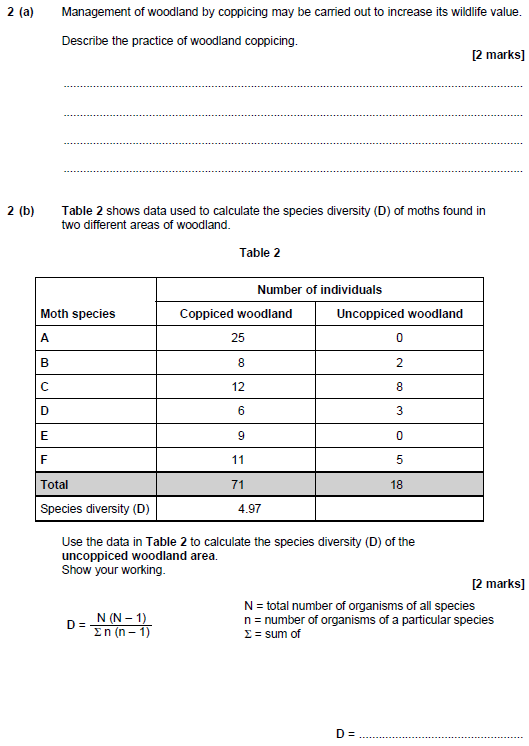 2 (a) Management of woodland by coppicing may be carried out to increase its wildlife value.
Describe the practice of woodland coppicing.
[2 marks]
2 (b) Table 2 shows data used to calculate the species diversity (D) of moths found in
two different areas of woodland.
Table 2
Number of individuals
Moth species Coppiced woodland Uncoppiced woodland
A 25 0
B 8 2
C 12 8
D 6 3
E 9 0
F 11 5
Total 71 18
Species diversity (D) 4.97
Use the data in Table 2 to calculate the species diversity (D) of the
uncoppiced woodland area.
Show your working.
[2 marks]
D = N (N – 1) / Σ n (n – 1)
N = total number of organisms of all species
n = number of organisms of a particular species
Σ = sum of
D = ........................................................